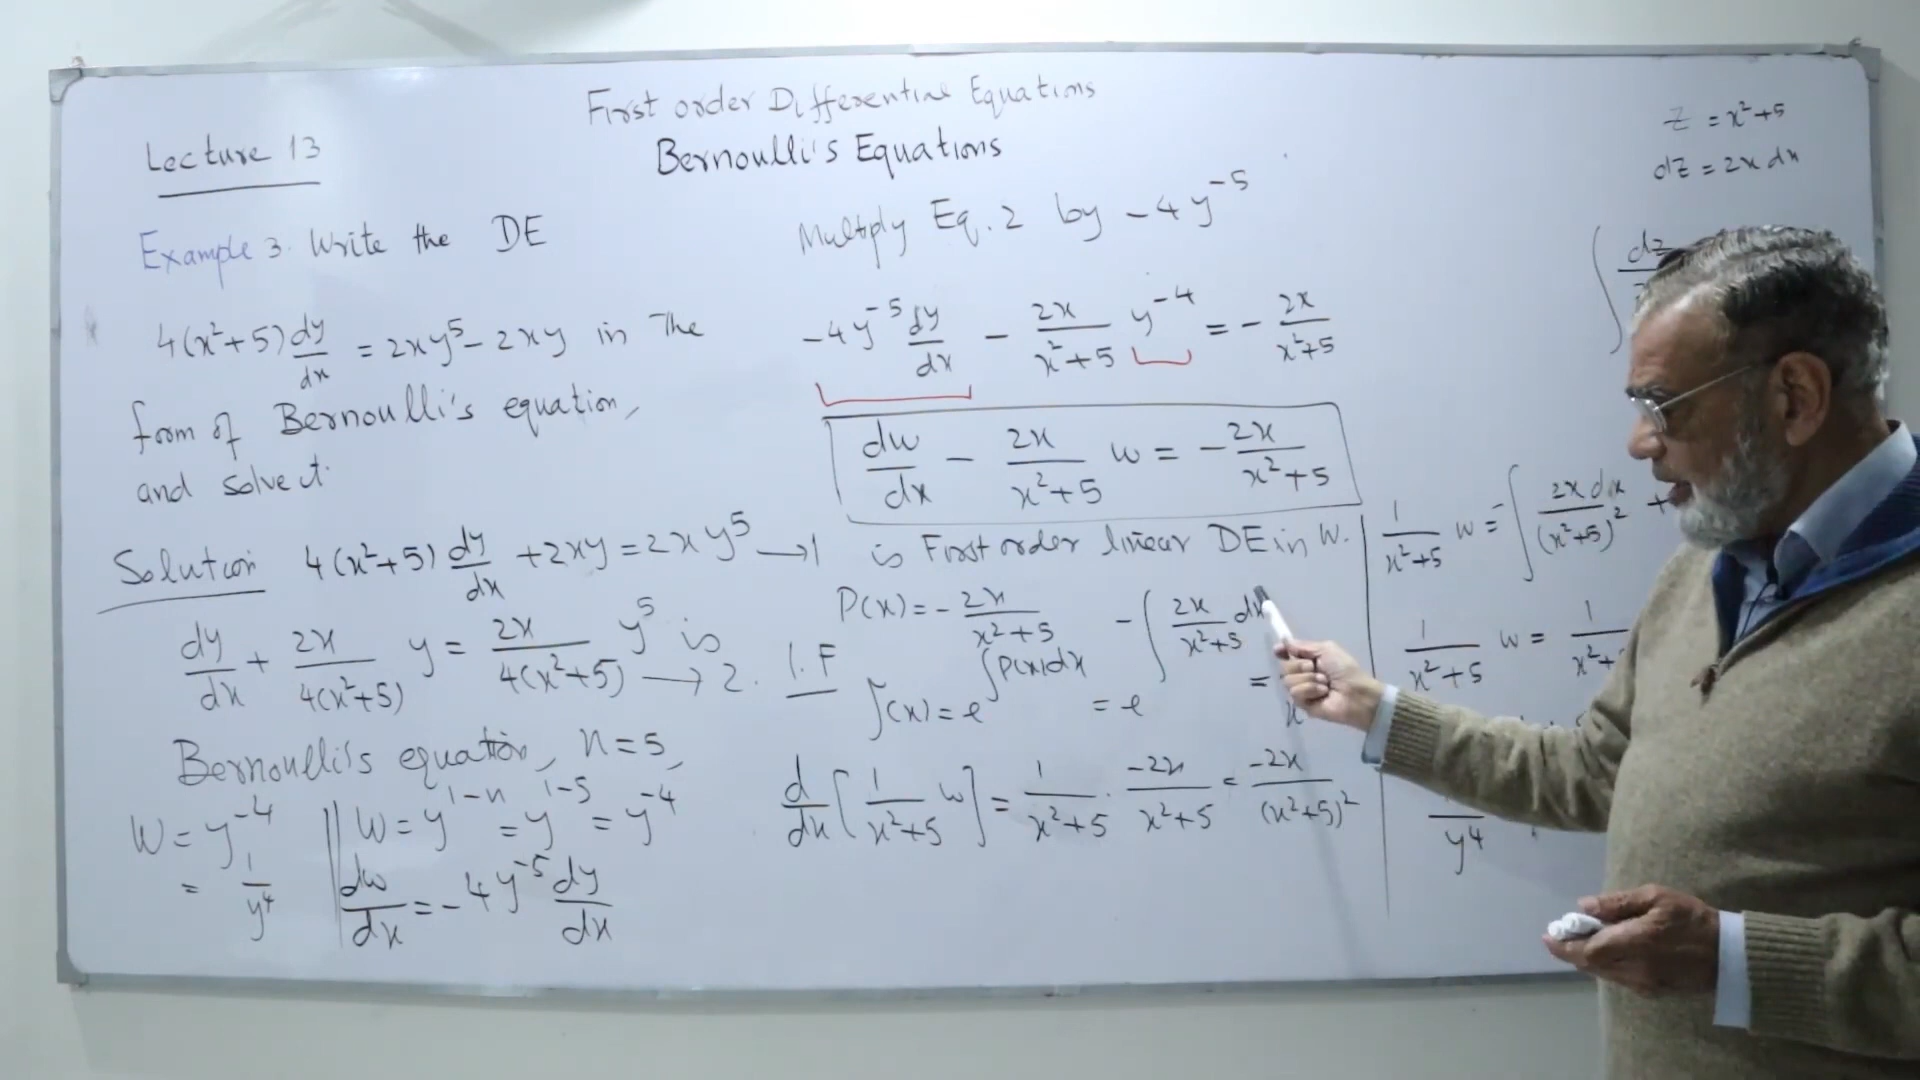 First order Differential Equations
Bernoulli's Equations
Lecture 13
Example 3. Write the DE
4(x²+5) dy/dx = 2xy⁵ - 2xy in the
form of Bernoulli's equation,
and solve it.
Solution 4(x²+5) dy/dx + 2xy = 2xy⁵ → 1
dy/dx + 2x/4(x²+5) y = 2x/4(x²+5) y⁵ is → 2.
Bernoulli's equation, n=5,
W = y⁻⁴
= 1/y⁴
W = y¹⁻ⁿ = y¹⁻⁵ = y⁻⁴
dw/dx = -4y⁻⁵ dy/dx
Multiply Eq. 2 by -4y⁻⁵
-4y⁻⁵ dy/dx - 2x/x²+5 y⁻⁴ = - 2x/x²+5
dw/dx - 2x/x²+5 w = - 2x/x²+5
is First order linear DE in W.
P(x) = - 2x/x²+5
I.F
∫(x) = e^∫P(x)dx = e^-∫ 2x/x²+5 dx =
d/dx [1/x²+5 w] = 1/x²+5 · -2x/x²+5 = -2x/(x²+5)²
Z = x²+5
dZ = 2x dx
∫ dz
1/x²+5 w = -∫ 2x dx/(x²+5)² +
1/x²+5 w = 1/x²+
y⁴